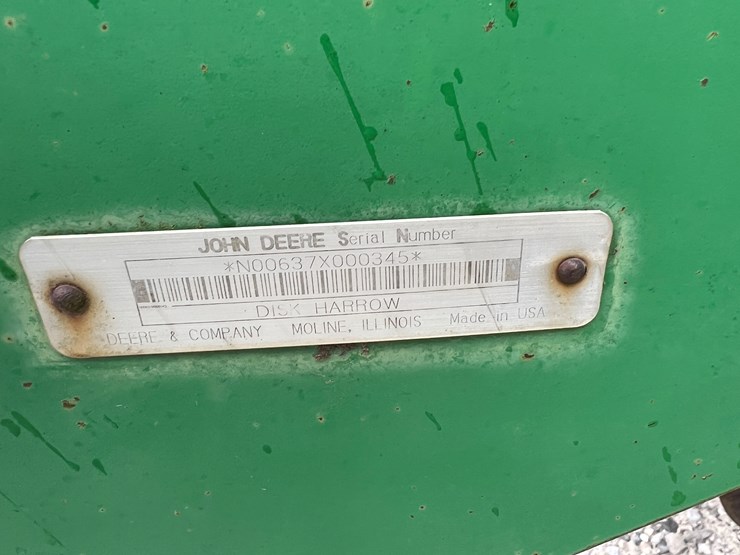 JOHN DEERE Serial Number
*N00637X000345*
DISK HARROW
DEERE & COMPANY MOLINE, ILLINOIS Made in USA